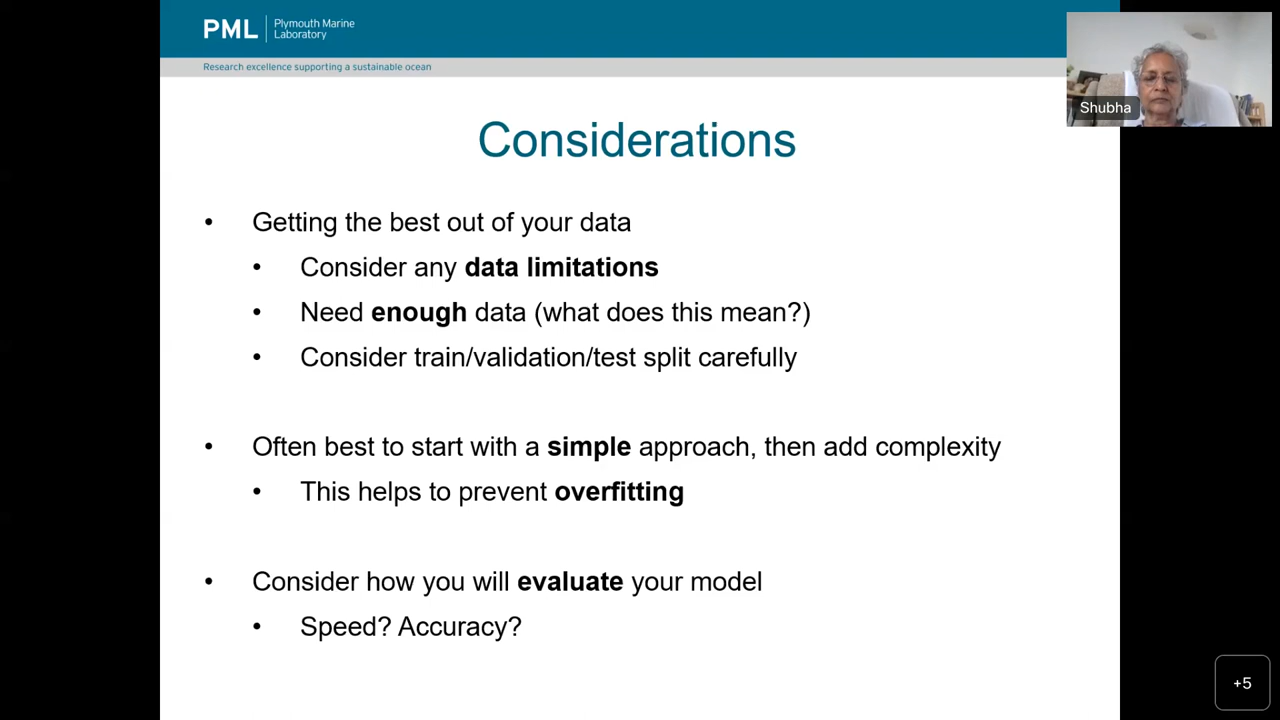 PML
Plymouth Marine
Laboratory
Research excellence supporting a sustainable ocean
Shubha
Considerations
• Getting the best out of your data
• Consider any data limitations
• Need enough data (what does this mean?)
• Consider train/validation/test split carefully
• Often best to start with a simple approach, then add complexity
• This helps to prevent overfitting
• Consider how you will evaluate your model
• Speed? Accuracy?
+5